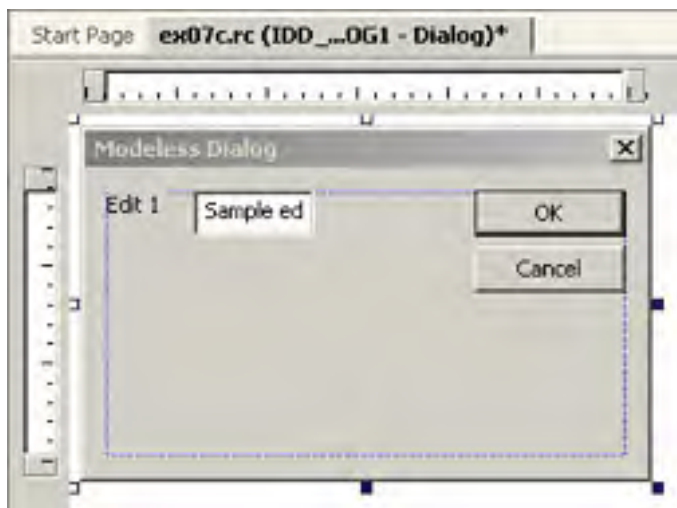 Start Page ex07c.rc (IDD_...OG1 - Dialog)*
Modeless Dialog
Edit 1 Sample ed OK
Cancel